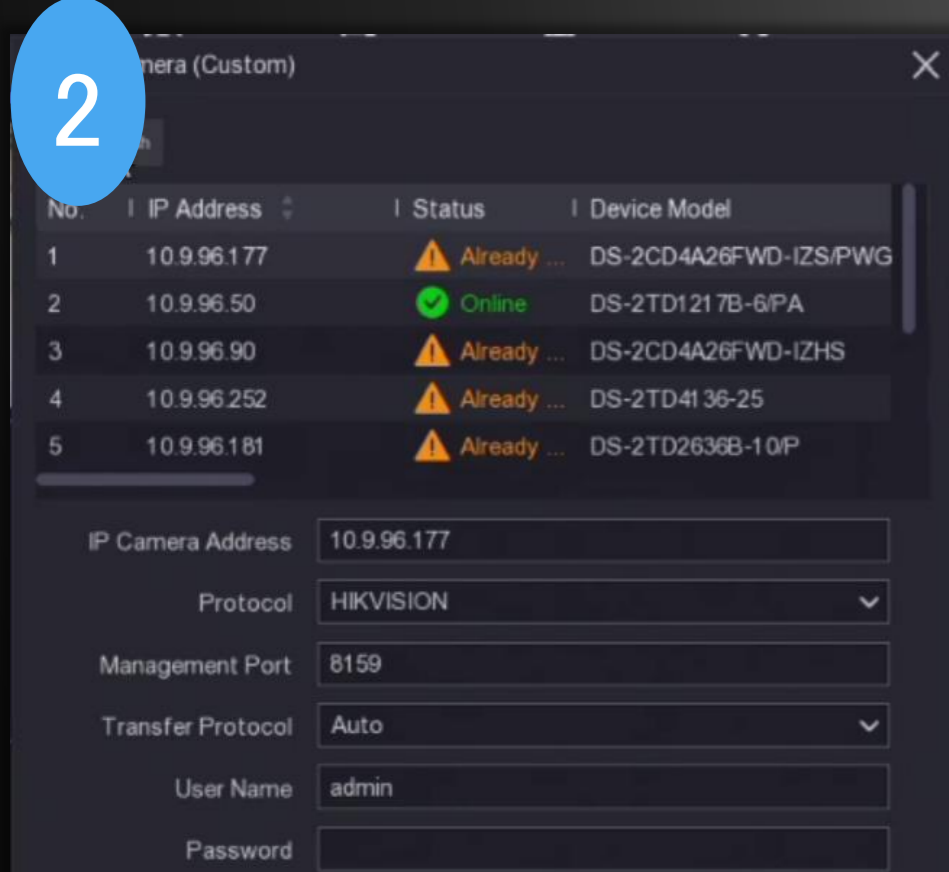 2
mera (Custom)
No. IP Address Status Device Model
1 10.9.96.177 Already ... DS-2CD4A26FWD-IZS/PWG
2 10.9.96.50 Online DS-2TD1217B-6/PA
3 10.9.96.90 Already ... DS-2CD4A26FWD-IZHS
4 10.9.96.252 Already ... DS-2TD4136-25
5 10.9.96.181 Already ... DS-2TD2636B-10/P
IP Camera Address 10.9.96.177
Protocol HIKVISION
Management Port 8159
Transfer Protocol Auto
User Name admin
Password